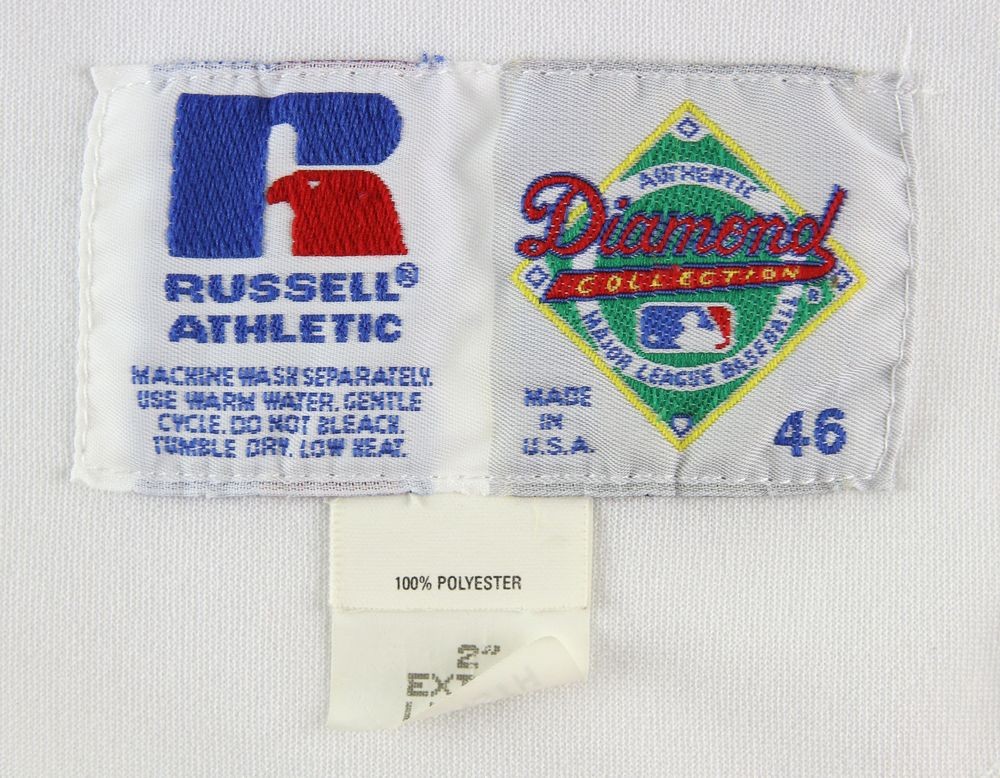 RUSSELL®
ATHLETIC
MACHINE WASH SEPARATELY.
USE WARM WATER. GENTLE
CYCLE. DO NOT BLEACH.
TUMBLE DRY. LOW HEAT.
AUTHENTIC
Diamond
COLLECTION
MAJOR LEAGUE BASEBALL ®
MADE
IN
U.S.A.
46
100% POLYESTER
2"